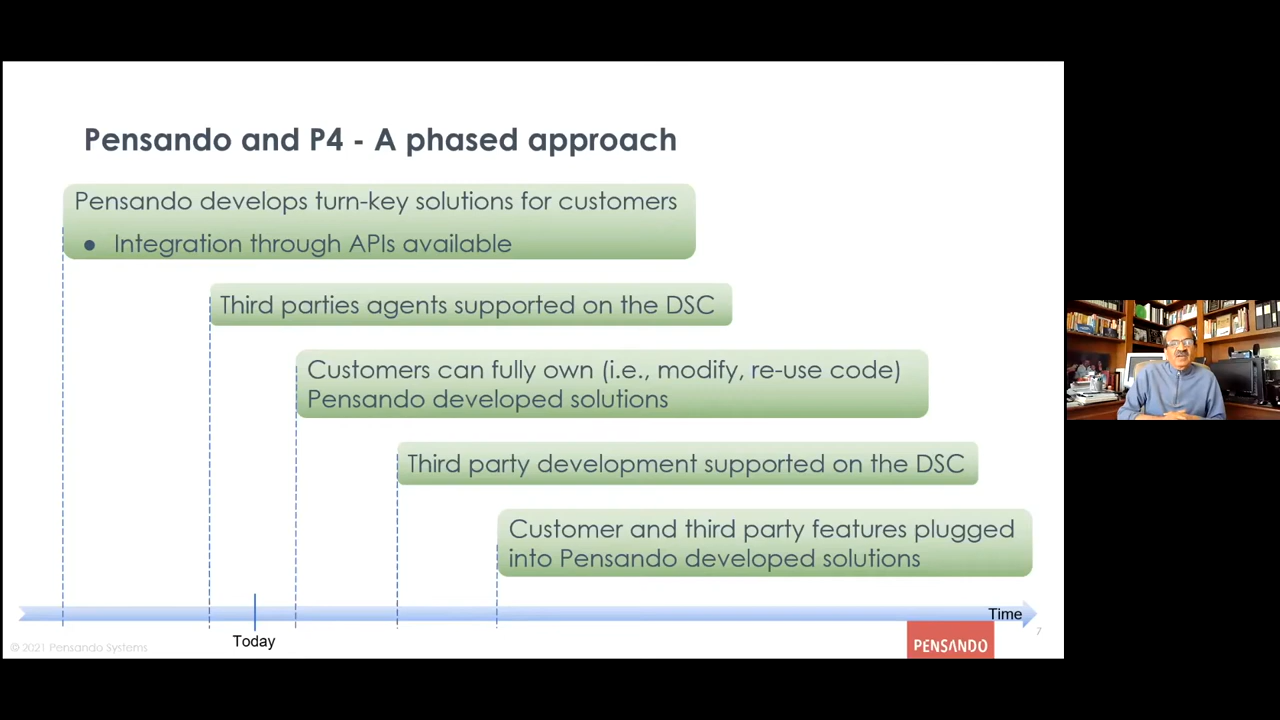 Pensando and P4 - A phased approach
Pensando develops turn-key solutions for customers
● Integration through APIs available
Third parties agents supported on the DSC
Customers can fully own (i.e., modify, re-use code)
Pensando developed solutions
Third party development supported on the DSC
Customer and third party features plugged
into Pensando developed solutions
Time
Today
7
© 2021 Pensando Systems
PENSANDO